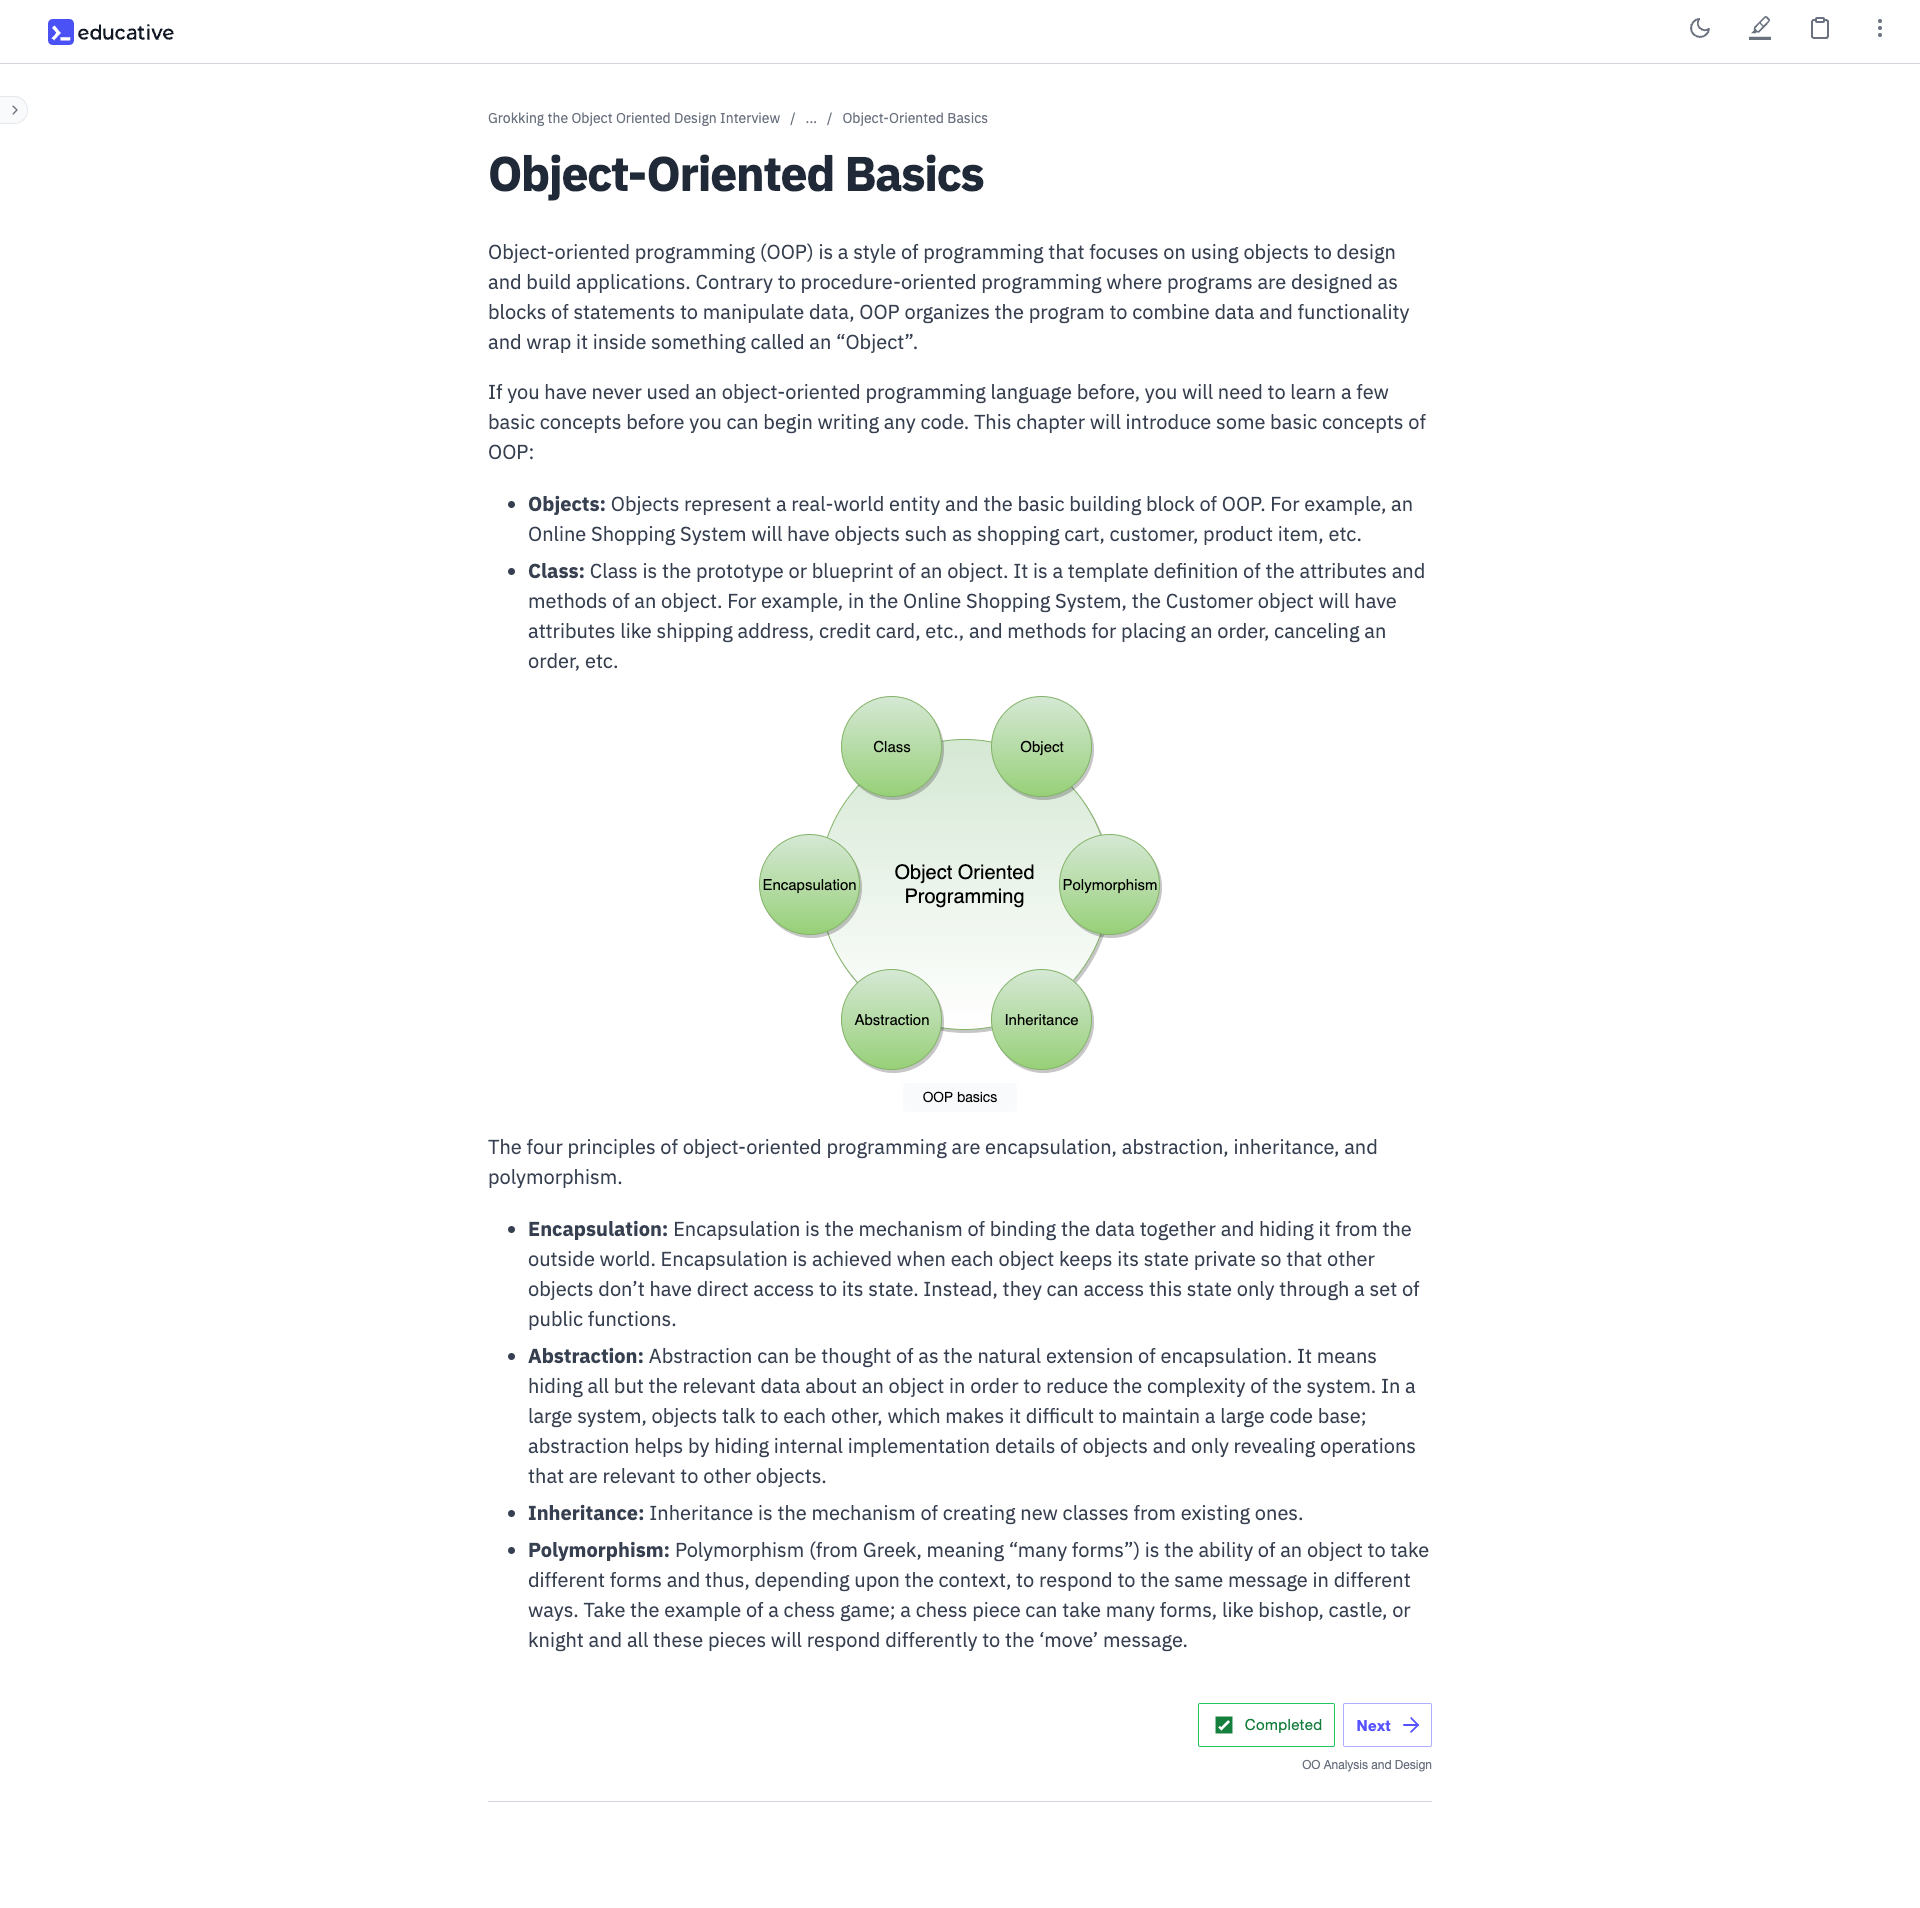 educative
Grokking the Object Oriented Design Interview / ... / Object-Oriented Basics
Object-Oriented Basics
Object-oriented programming (OOP) is a style of programming that focuses on using objects to design
and build applications. Contrary to procedure-oriented programming where programs are designed as
blocks of statements to manipulate data, OOP organizes the program to combine data and functionality
and wrap it inside something called an “Object”.
If you have never used an object-oriented programming language before, you will need to learn a few
basic concepts before you can begin writing any code. This chapter will introduce some basic concepts of
OOP:
• Objects: Objects represent a real-world entity and the basic building block of OOP. For example, an
Online Shopping System will have objects such as shopping cart, customer, product item, etc.
• Class: Class is the prototype or blueprint of an object. It is a template definition of the attributes and
methods of an object. For example, in the Online Shopping System, the Customer object will have
attributes like shipping address, credit card, etc., and methods for placing an order, canceling an
order, etc.
Class
Object
Encapsulation
Object Oriented
Programming
Polymorphism
Abstraction
Inheritance
OOP basics
The four principles of object-oriented programming are encapsulation, abstraction, inheritance, and
polymorphism.
• Encapsulation: Encapsulation is the mechanism of binding the data together and hiding it from the
outside world. Encapsulation is achieved when each object keeps its state private so that other
objects don’t have direct access to its state. Instead, they can access this state only through a set of
public functions.
• Abstraction: Abstraction can be thought of as the natural extension of encapsulation. It means
hiding all but the relevant data about an object in order to reduce the complexity of the system. In a
large system, objects talk to each other, which makes it difficult to maintain a large code base;
abstraction helps by hiding internal implementation details of objects and only revealing operations
that are relevant to other objects.
• Inheritance: Inheritance is the mechanism of creating new classes from existing ones.
• Polymorphism: Polymorphism (from Greek, meaning “many forms”) is the ability of an object to take
different forms and thus, depending upon the context, to respond to the same message in different
ways. Take the example of a chess game; a chess piece can take many forms, like bishop, castle, or
knight and all these pieces will respond differently to the ‘move’ message.
Completed
Next
OO Analysis and Design